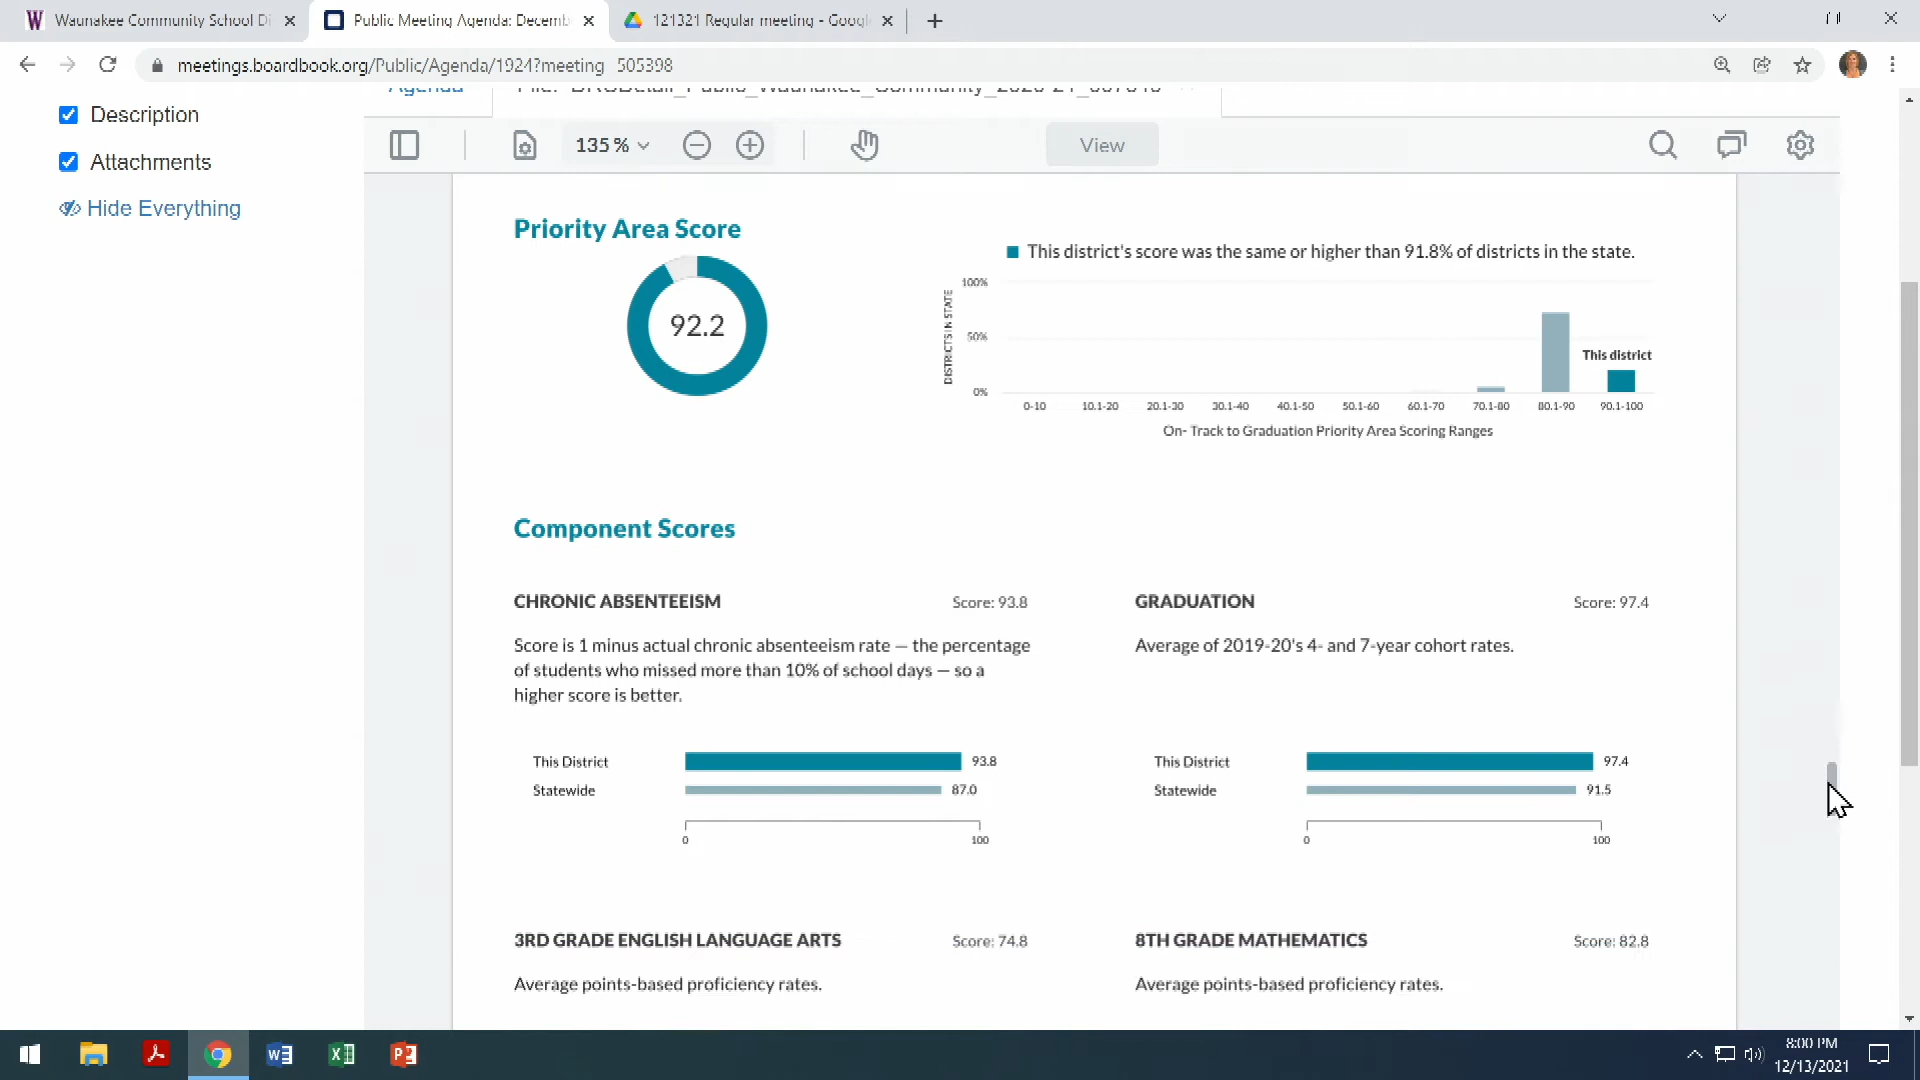 Waunakee Community School Di
Public Meeting Agenda: Decemb
121321 Regular meeting - Googl
meetings.boardbook.org/Public/Agenda/1924?meeting 505398
Description
Attachments
Hide Everything
Agenda
135%
View
Priority Area Score
92.2
This district's score was the same or higher than 91.8% of districts in the state.
DISTRICTS IN STATE
100%
50%
0%
This district
0-10 10.1-20 20.1-30 30.1-40 40.1-50 50.1-60 60.1-70 70.1-80 80.1-90 90.1-100
On- Track to Graduation Priority Area Scoring Ranges
Component Scores
CHRONIC ABSENTEEISM Score: 93.8
Score is 1 minus actual chronic absenteeism rate — the percentage
of students who missed more than 10% of school days — so a
higher score is better.
This District 93.8
Statewide 87.0
0 100
GRADUATION Score: 97.4
Average of 2019-20's 4- and 7-year cohort rates.
This District 97.4
Statewide 91.5
0 100
3RD GRADE ENGLISH LANGUAGE ARTS Score: 74.8
Average points-based proficiency rates.
8TH GRADE MATHEMATICS Score: 82.8
Average points-based proficiency rates.
8:00 PM
12/13/2021